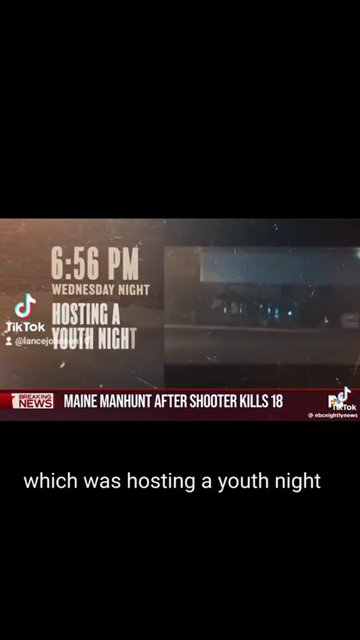 6:56 PM
WEDNESDAY NIGHT
HOSTING A
YOUTH NIGHT
TikTok
BREAKING
NEWS
MAINE MANHUNT AFTER SHOOTER KILLS 18
TikTok
@nbcnightlynews
which was hosting a youth night